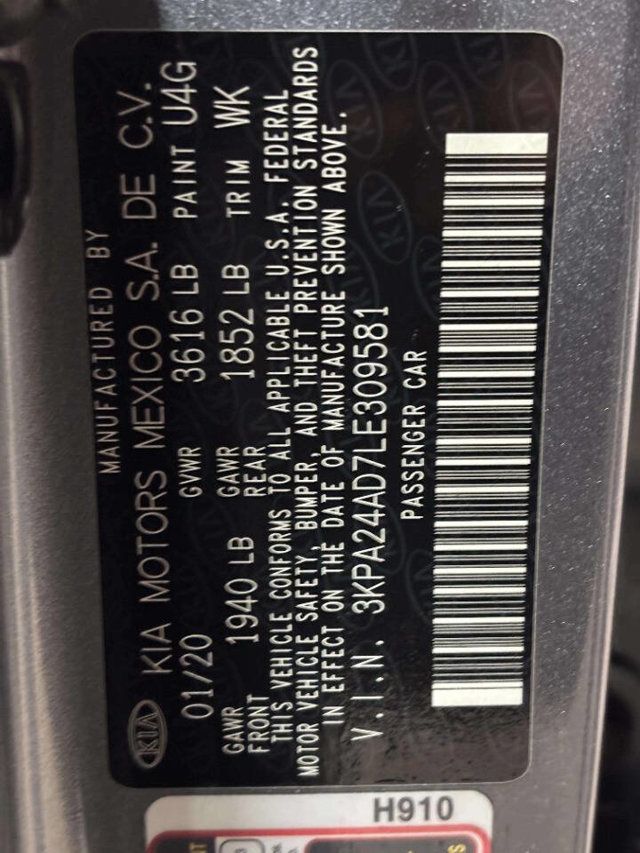 MANUFACTURED BY
KIA KIA MOTORS MEXICO S.A. DE C.V.
01/20 GVWR 3616 LB PAINT U4G
GAWR FRONT 1940 LB GAWR REAR 1852 LB TRIM WK
THIS VEHICLE CONFORMS TO ALL APPLICABLE U.S.A. FEDERAL
MOTOR VEHICLE SAFETY, BUMPER, AND THEFT PREVENTION STANDARDS
IN EFFECT ON THE DATE OF MANUFACTURE SHOWN ABOVE.
V.I.N. 3KPA24AD7LE309581
PASSENGER CAR
H910